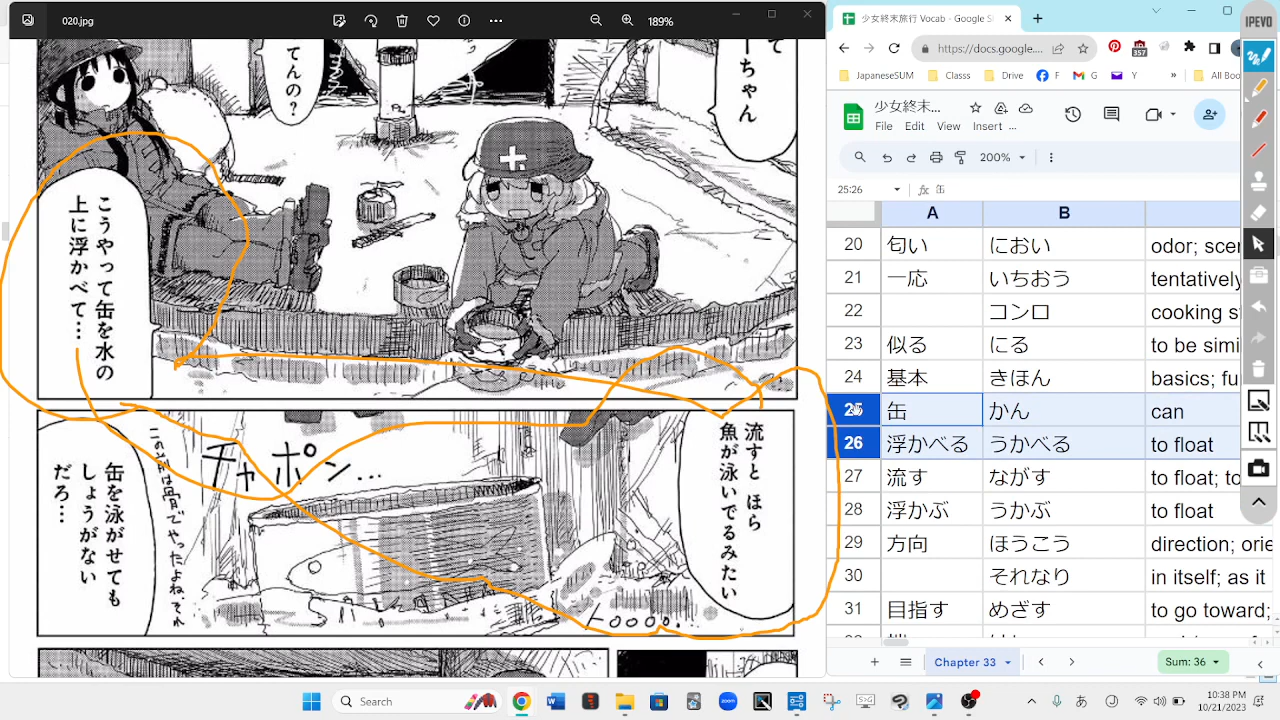 020.jpg
189%
て
ーちゃん
てんの?
こうやって缶を水の
上に浮かべて…
流すと ほら
魚が泳いでるみたい
チャポン…
缶を泳がせても
しょうがない
だろ…
少女終末旅行 Vocab - Google S
https://docs.google.
357
JapaneseSUN
Classs
Drive
F
G
Y
»
All Boo
少女終末...
File Edit View Insert ...
200%
25:26
fx 缶
A B
20 匂い におい odor; scen
21 一応 いちおう tentatively
22 コンロ cooking s
23 似る にる to be simi
24 基本 きほん basics; fu
25 缶 かん can
26 浮かべる うかべる to float
27 流す ながす to float; to
28 浮かぶ うかぶ to float
29 方向 ほうこう direction; orie
30 それなり in itself; as it
31 目指す めざす to go toward;
Chapter 33
Sum: 36
IPEVO
Search
zoom
あ
10:38 PM